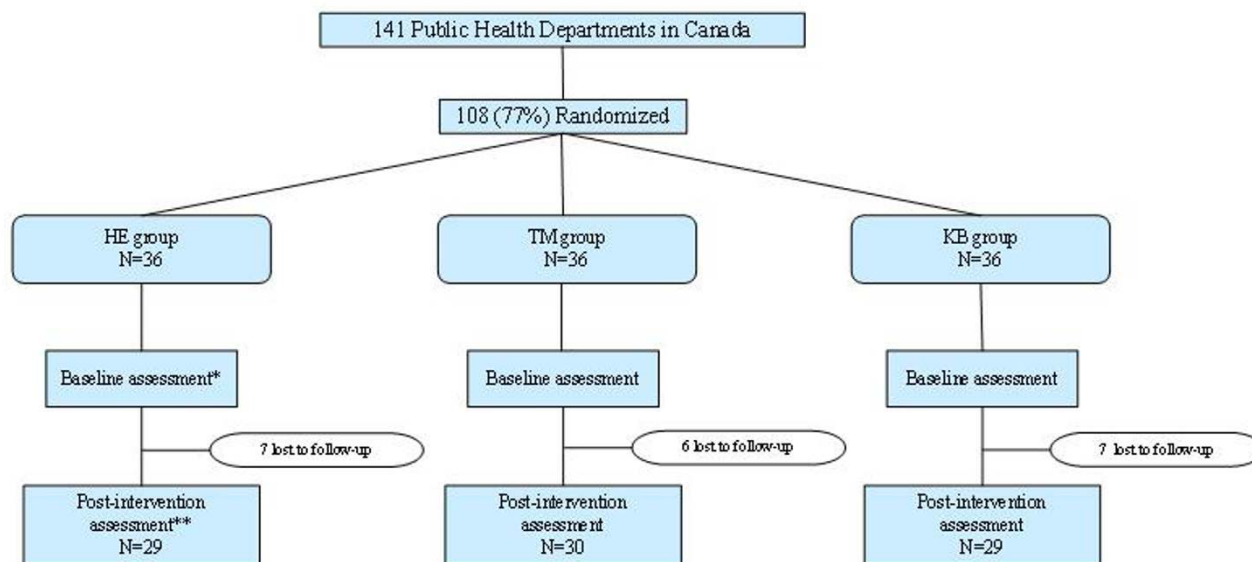 141 Public Health Departments in Canada
108 (77%) Randomized
HE group
N=36
TM group
N=36
KB group
N=36
Baseline assessment*
Baseline assessment
Baseline assessment
7 lost to follow-up
6 lost to follow-up
7 lost to follow-up
Post-intervention
assessment**
N=29
Post-intervention
assessment
N=30
Post-intervention
assessment
N=29